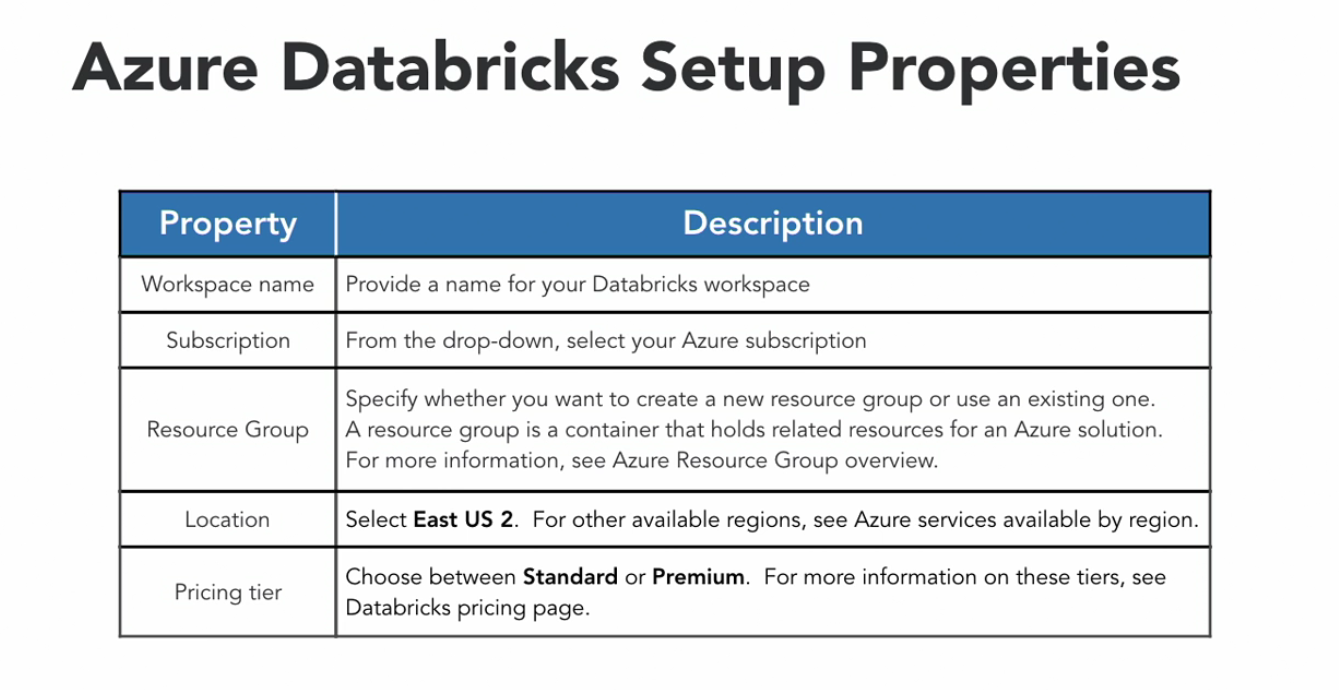 Azure Databricks Setup Properties
Property
Description
Workspace name
Provide a name for your Databricks workspace
Subscription
From the drop-down, select your Azure subscription
Resource Group
Specify whether you want to create a new resource group or use an existing one.
A resource group is a container that holds related resources for an Azure solution.
For more information, see Azure Resource Group overview.
Location
Select East US 2.  For other available regions, see Azure services available by region.
Pricing tier
Choose between Standard or Premium.  For more information on these tiers, see
Databricks pricing page.